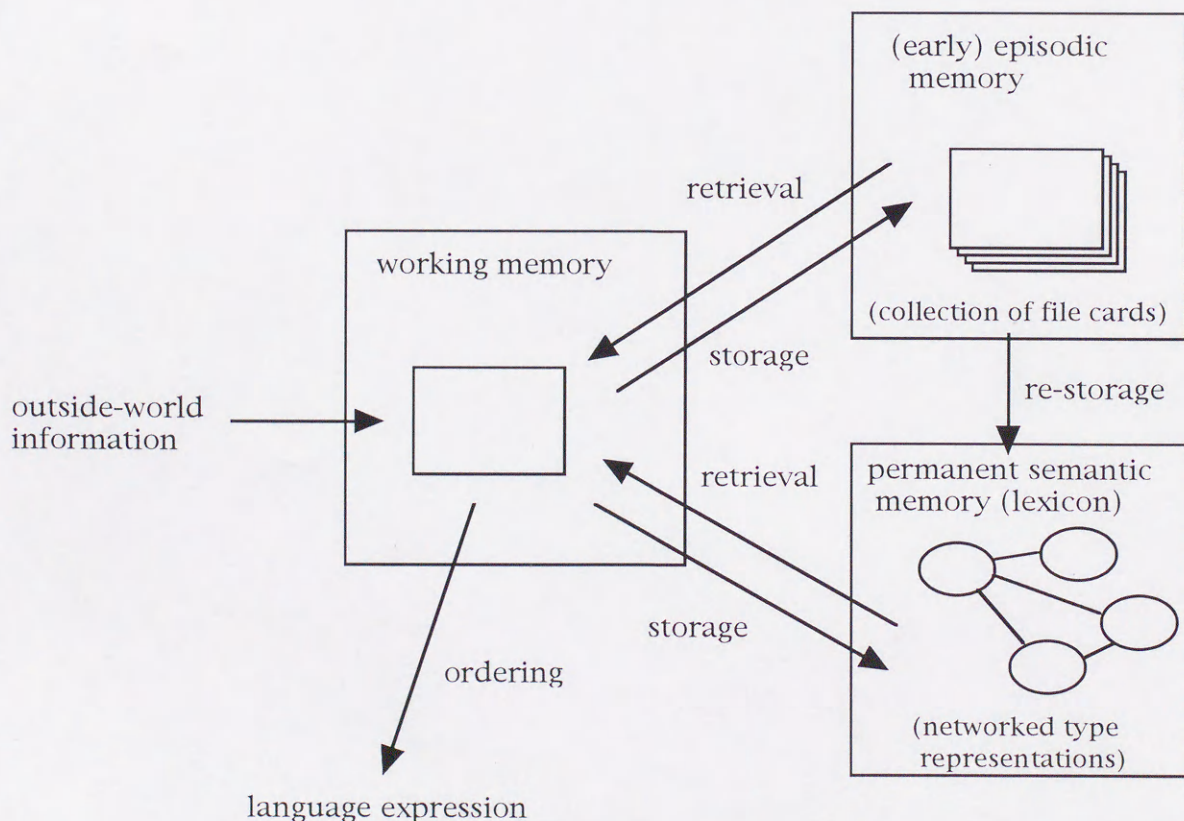 (early) episodic
memory
retrieval
working memory
(collection of file cards)
storage
re-storage
outside-world
information
retrieval
permanent semantic
memory (lexicon)
storage
ordering
(networked type
representations)
language expression